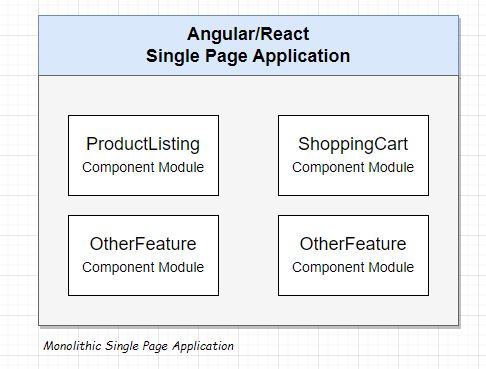 Angular/React
Single Page Application
ProductListing
Component Module
ShoppingCart
Component Module
OtherFeature
Component Module
OtherFeature
Component Module
Monolithic Single Page Application